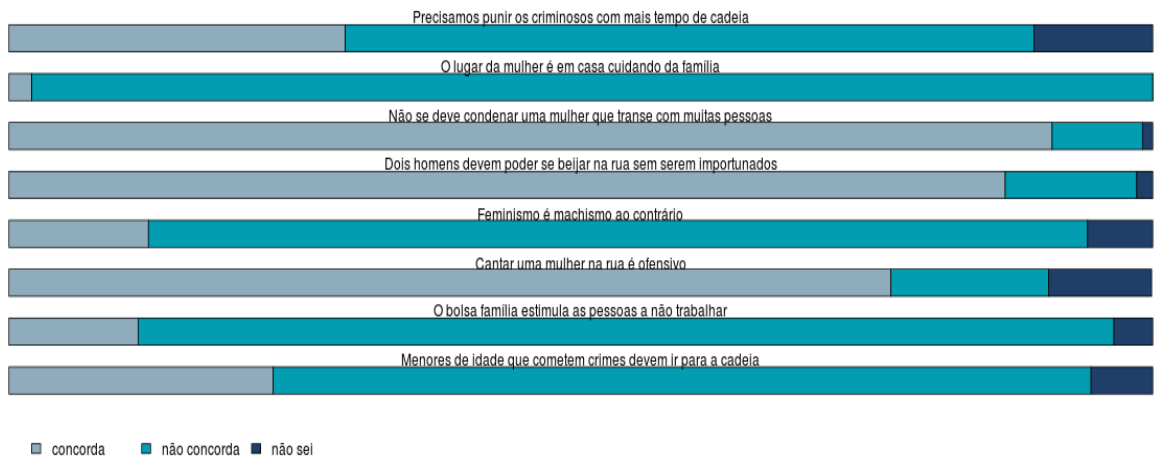 Precisamos punir os criminosos com mais tempo de cadeia
O lugar da mulher é em casa cuidando da família
Não se deve condenar uma mulher que transe com muitas pessoas
Dois homens devem poder se beijar na rua sem serem importunados
Feminismo é machismo ao contrário
Cantar uma mulher na rua é ofensivo
O bolsa família estimula as pessoas a não trabalhar
Menores de idade que cometem crimes devem ir para a cadeia
concorda não concorda não sei